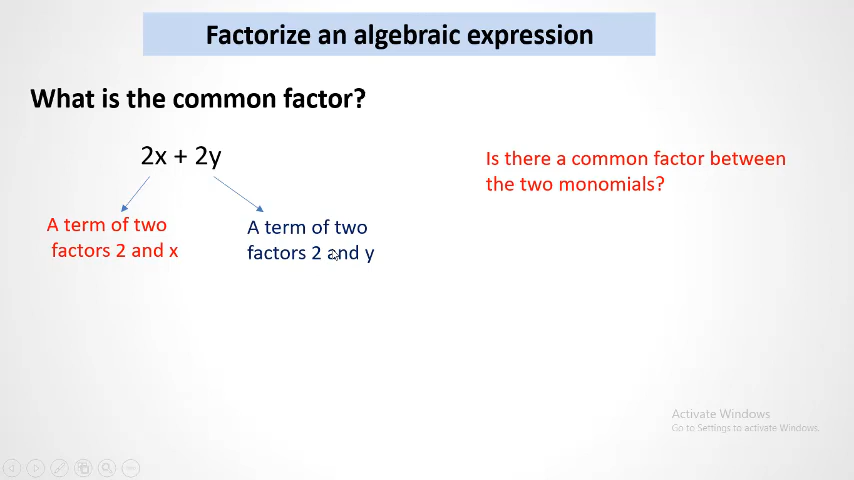 Factorize an algebraic expression
What is the common factor?
2x + 2y
Is there a common factor between
the two monomials?
A term of two
factors 2 and x
A term of two
factors 2 and y
Activate Windows
Go to Settings to activate Windows.